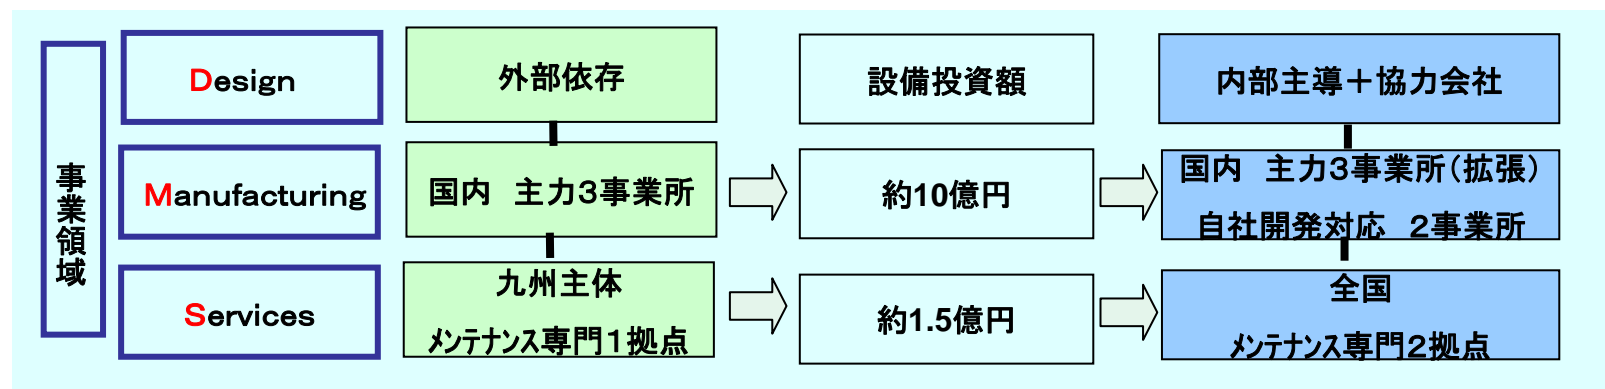 事業領域
Design
外部依存
設備投資額
内部主導＋協力会社
Manufacturing
国内　主力３事業所
約10億円
国内　主力３事業所（拡張）
自社開発対応　２事業所
Services
九州主体
ﾒﾝﾃﾅﾝｽ専門１拠点
約1.5億円
全国
ﾒﾝﾃﾅﾝｽ専門２拠点